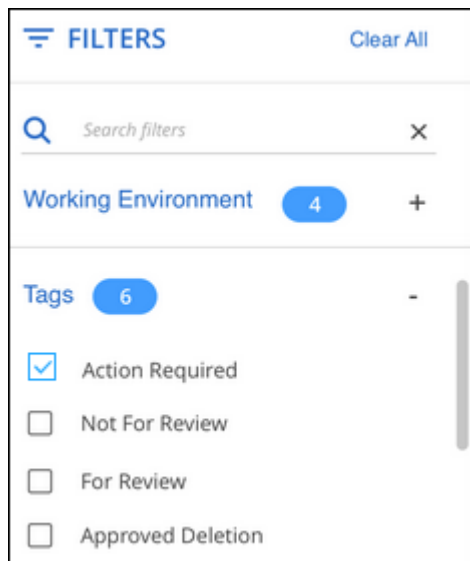 FILTERS Clear All
Search filters
Working Environment 4 +
Tags 6 -
Action Required
Not For Review
For Review
Approved Deletion